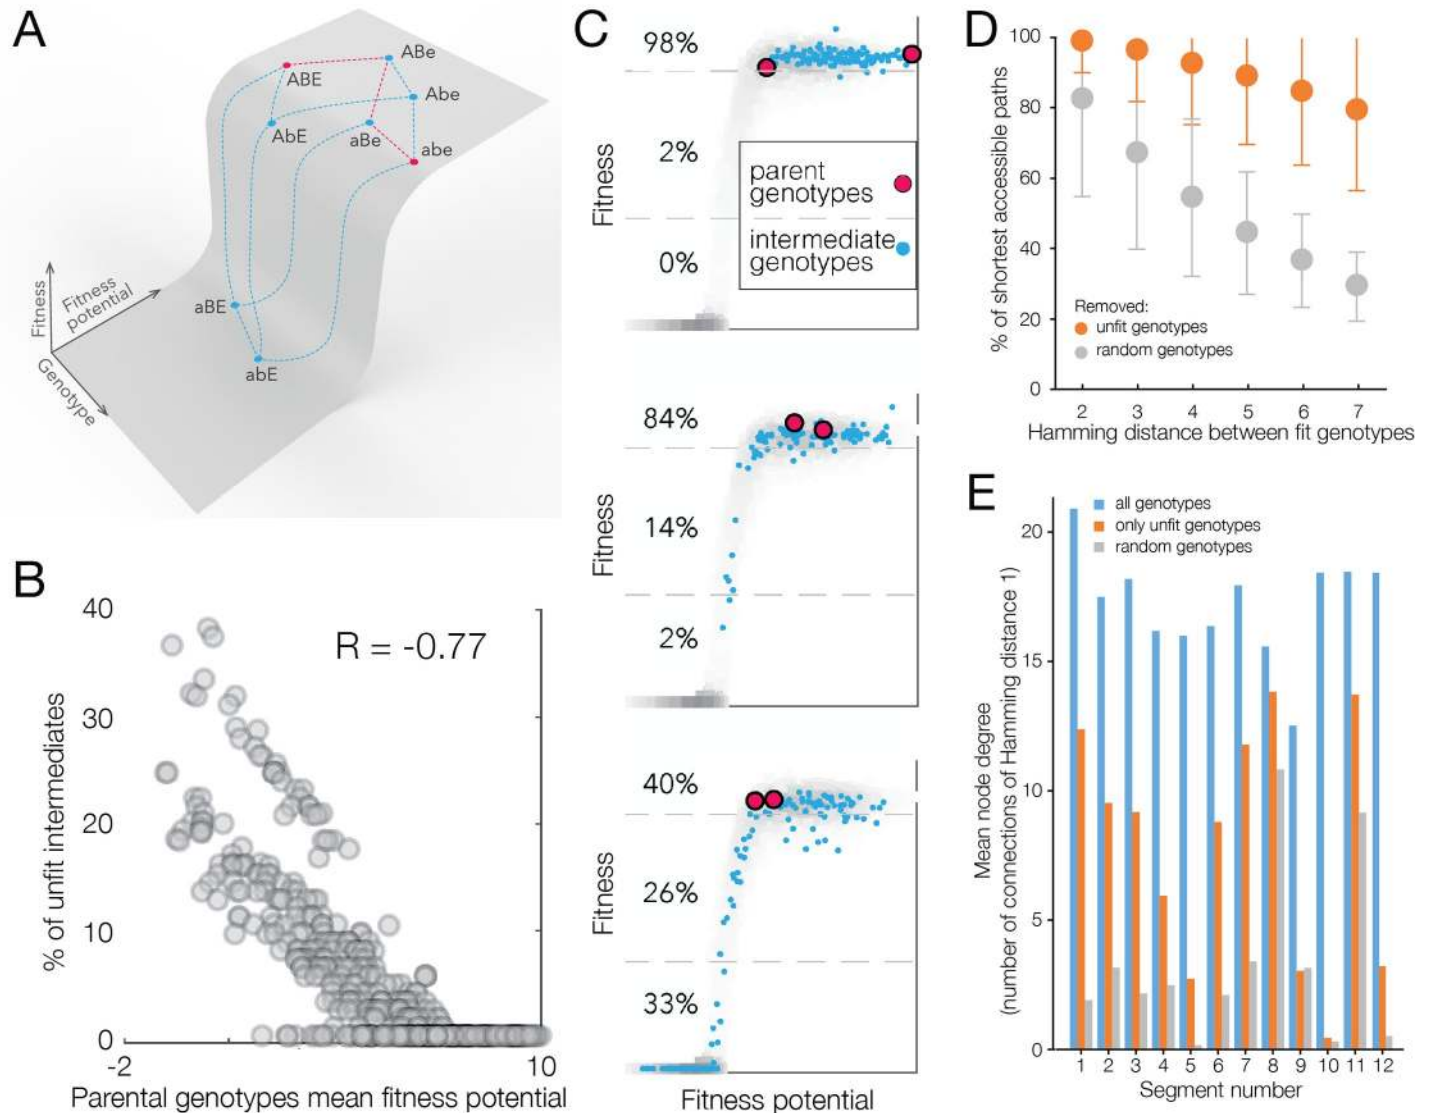 A
ABE
ABe
Abe
AbE
aBe
abe
aBE
abE
Fitness
Fitness
potential
Genotype
B
40
30
20
10
0
R = -0.77
% of unfit intermediates
-2
10
Parental genotypes mean fitness potential
C
98%
2%
0%
Fitness
parent
genotypes
intermediate
genotypes
84%
14%
2%
Fitness
40%
26%
33%
Fitness
Fitness potential
D
100
80
60
40
20
0
% of shortest accessible paths
Removed:
unfit genotypes
random genotypes
2 3 4 5 6 7
Hamming distance between fit genotypes
E
all genotypes
only unfit genotypes
random genotypes
20
15
10
5
0
Mean node degree
(number of connections of Hamming distance 1)
1 2 3 4 5 6 7 8 9 10 11 12
Segment number